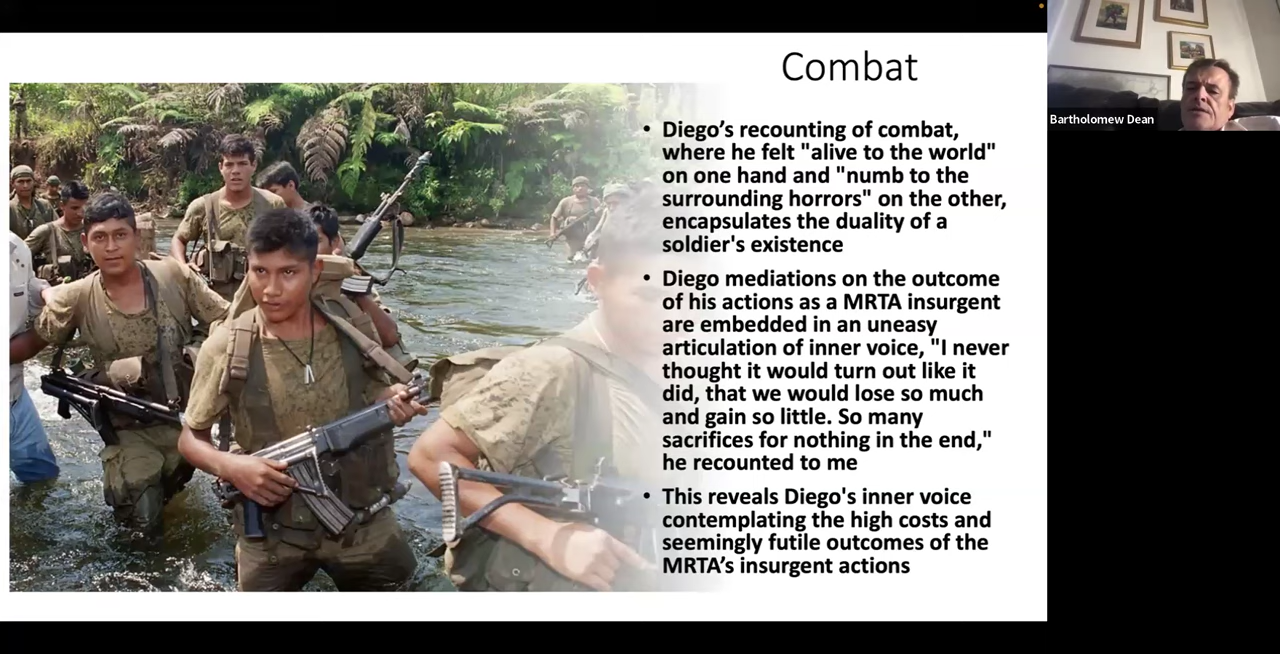 Combat
• Diego’s recounting of combat,
where he felt "alive to the world"
on one hand and "numb to the
surrounding horrors" on the other,
encapsulates the duality of a
soldier's existence
• Diego mediations on the outcome
of his actions as a MRTA insurgent
are embedded in an uneasy
articulation of inner voice, "I never
thought it would turn out like it
did, that we would lose so much
and gain so little. So many
sacrifices for nothing in the end,"
he recounted to me
• This reveals Diego's inner voice
contemplating the high costs and
seemingly futile outcomes of the
MRTA’s insurgent actions
Bartholomew Dean